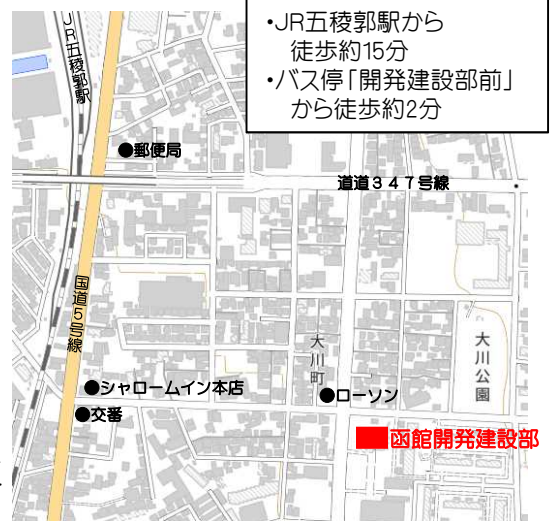 ・JR五稜郭駅から
徒歩約15分
・バス停「開発建設部前」
から徒歩約2分
JR五稜郭駅
●郵便局
道道347号線
国道5号線
大川町
大川公園
●シャロームイン本店
●ローソン
●交番
函館開発建設部